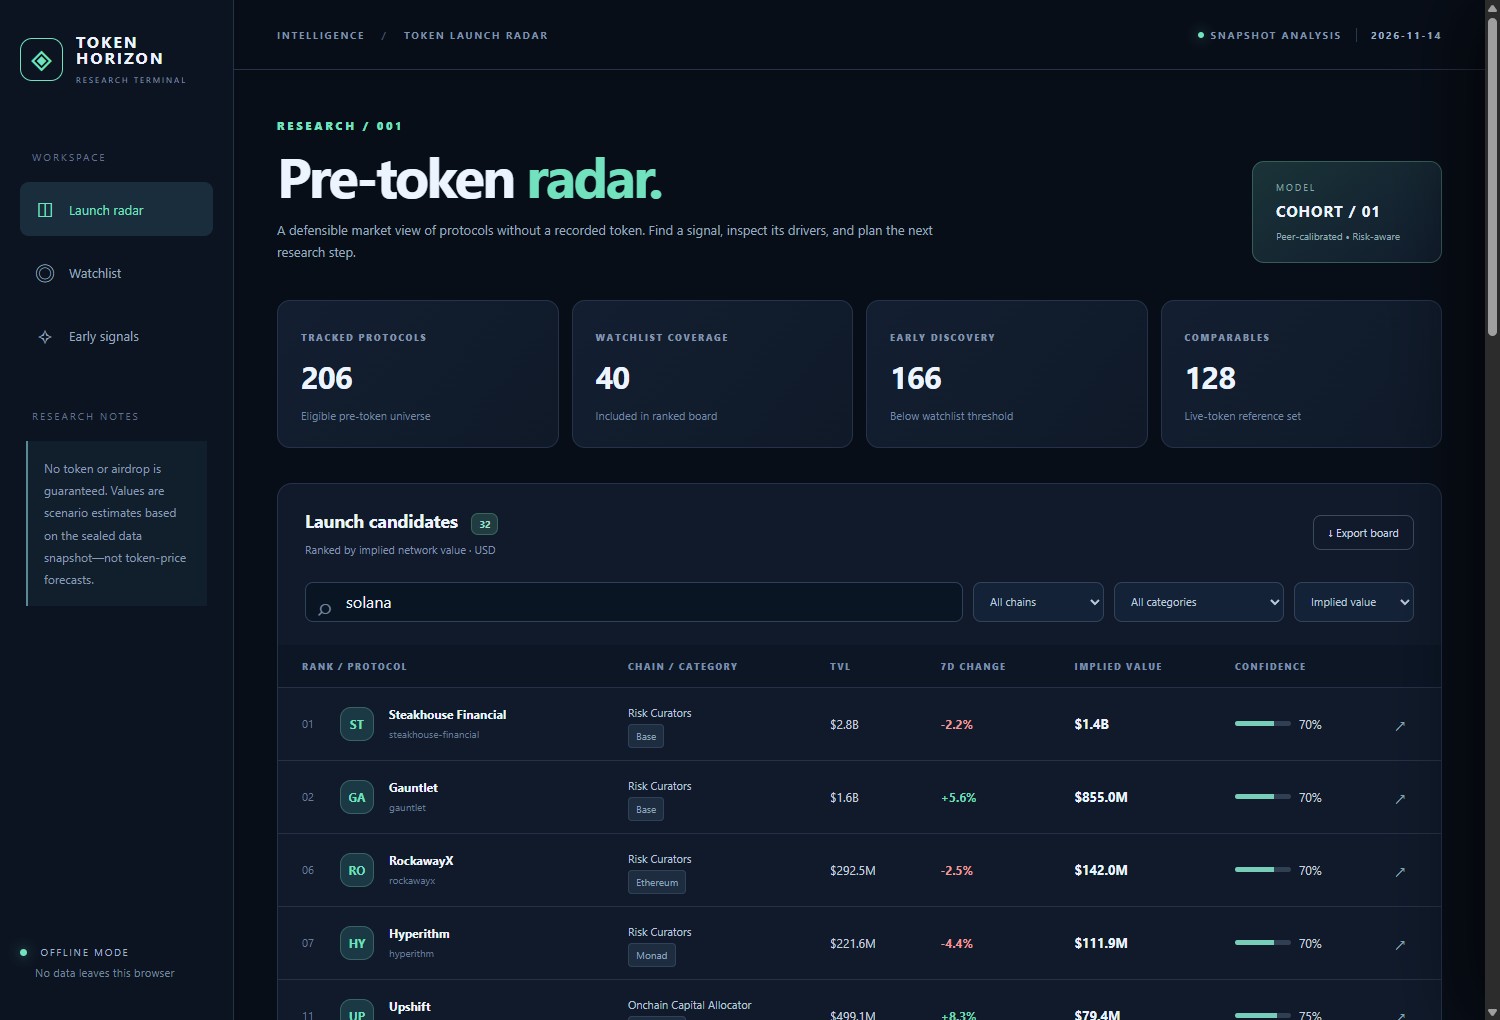 TOKEN
HORIZON
RESEARCH TERMINAL
WORKSPACE
Launch radar
Watchlist
Early signals
RESEARCH NOTES
No token or airdrop is
guaranteed. Values are
scenario estimates based
on the sealed data
snapshot—not token-price
forecasts.
OFFLINE MODE
No data leaves this browser
INTELLIGENCE / TOKEN LAUNCH RADAR
SNAPSHOT ANALYSIS 2026-11-14
RESEARCH / 001
Pre-token radar.
A defensible market view of protocols without a recorded token. Find a signal, inspect its drivers, and plan the next
research step.
MODEL
COHORT / 01
Peer-calibrated • Risk-aware
TRACKED PROTOCOLS
206
Eligible pre-token universe
WATCHLIST COVERAGE
40
Included in ranked board
EARLY DISCOVERY
166
Below watchlist threshold
COMPARABLES
128
Live-token reference set
Launch candidates 32
Ranked by implied network value · USD
↓ Export board
solana
All chains
All categories
Implied value
RANK / PROTOCOL CHAIN / CATEGORY TVL 7D CHANGE IMPLIED VALUE CONFIDENCE
01 ST Steakhouse Financial steakhouse-financial Risk Curators Base $2.8B -2.2% $1.4B 70% ↗
02 GA Gauntlet gauntlet Risk Curators Base $1.6B +5.6% $855.0M 70% ↗
06 RO RockawayX rockawayx Risk Curators Ethereum $292.5M -2.5% $142.0M 70% ↗
07 HY Hyperithm hyperithm Risk Curators Monad $221.6M -4.4% $111.9M 70% ↗
11 UP Upshift Onchain Capital Allocator $499.1M +8.3% $79.4M 75% ↗